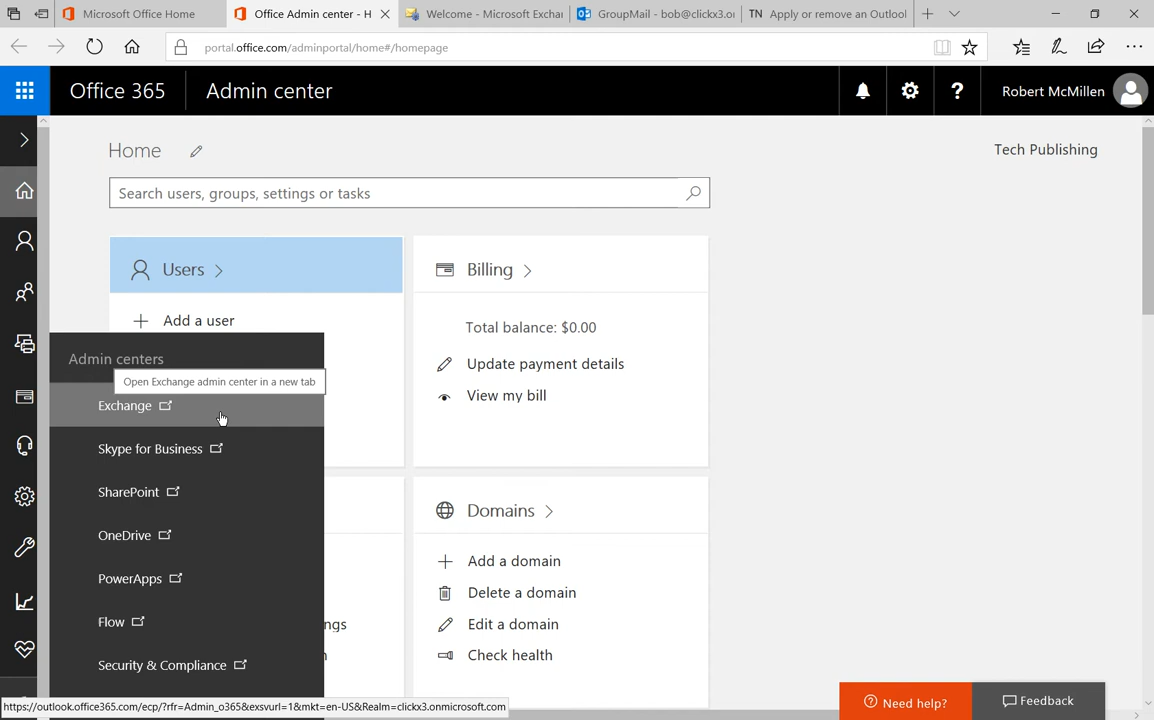 Microsoft Office Home
Office Admin center - H
Welcome - Microsoft Exchan
GroupMail - bob@clickx3.on
TN Apply or remove an Outlool
portal.office.com/adminportal/home#/homepage
Office 365
Admin center
?
Robert McMillen
Home
Tech Publishing
Search users, groups, settings or tasks
Users
Billing
Add a user
Total balance: $0.00
Admin centers
Update payment details
Open Exchange admin center in a new tab
View my bill
Exchange
Skype for Business
SharePoint
Domains
OneDrive
Add a domain
PowerApps
Delete a domain
Flow
ngs
Edit a domain
Check health
Security & Compliance
Need help?
Feedback
https://outlook.office365.com/ecp/?rfr=Admin_o365&exsvurl=1&mkt=en-US&Realm=clickx3.onmicrosoft.com